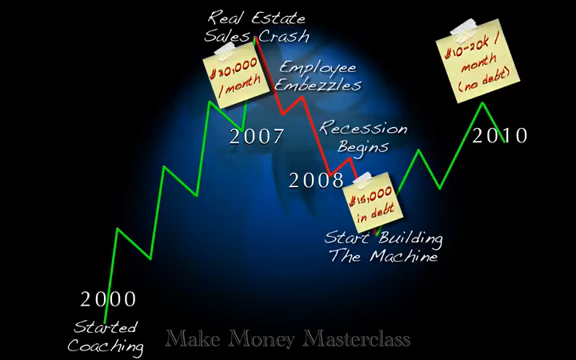 Real Estate
Sales Crash
$30,000
/month
Employee
Embezzles
2007
Recession
Begins
2008
$15,000
in debt
Start Building
The Machine
$10-20k /
month
(no debt)
2010
2000
Started
Coaching
Make Money Masterclass